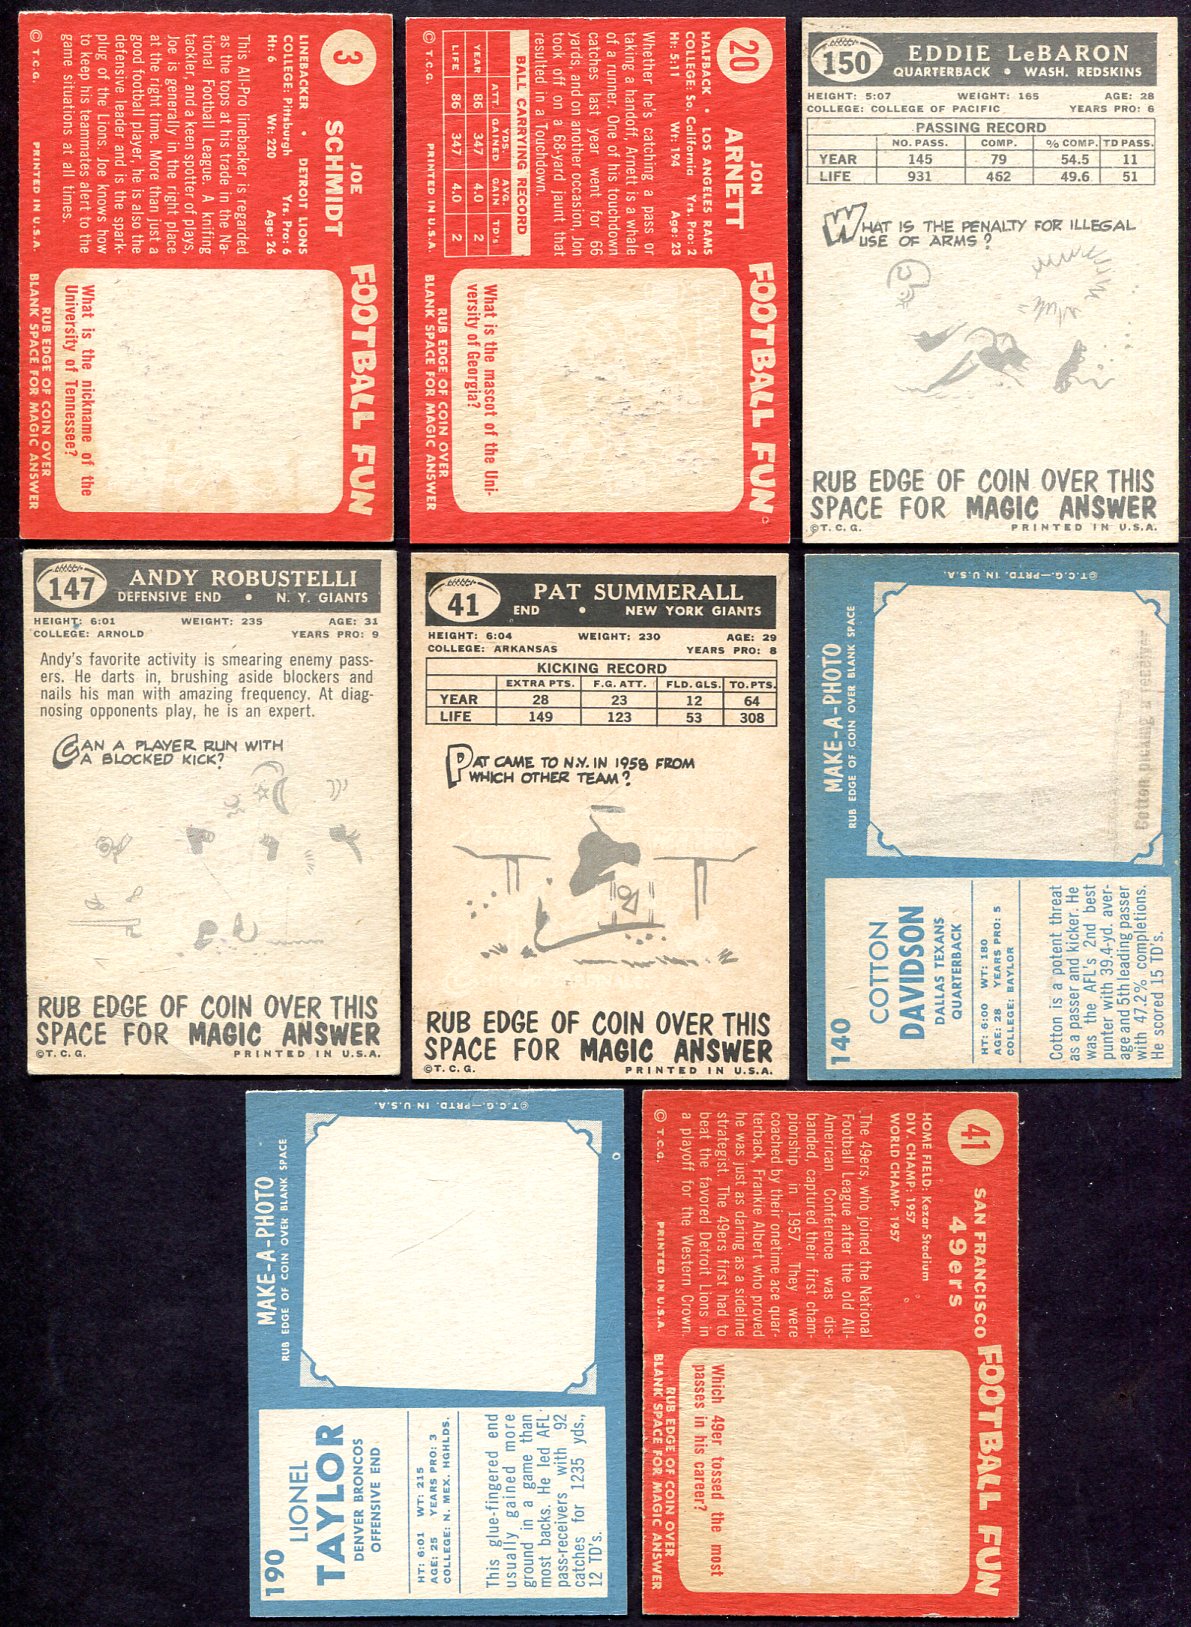 3
JOE
SCHMIDT
LINEBACKER • DETROIT LIONS
COLLEGE: Pittsburgh Yrs. Pro: 6
Ht: 6 Wt: 220 Age: 26
This All-Pro linebacker is regarded
as the tops at his trade in the Na-
tional Football League. A knifing
tackler, and a keen spotter of plays,
Joe is generally in the right place
at the right time. More than just a
good football player, he is also the
defensive leader and is the spark-
plug of the Lions. Joe knows how
to keep his teammates alert to the
game situations at all times.
© T.C.G. PRINTED IN U.S.A.
FOOTBALL FUN
What is the nickname of the
University of Tennessee?
RUB EDGE OF COIN OVER
BLANK SPACE FOR MAGIC ANSWER
20
JON
ARNETT
HALFBACK • LOS ANGELES RAMS
COLLEGE: So. California Yrs. Pro: 2
Ht: 5:11 Wt: 194 Age: 23
Whether he's catching a pass or
taking a handoff, Arnett is a whale
of a runner. One of his touchdown
catches last year went for 66
yards, and on another occasion, Jon
took off on a 68-yard jaunt that
resulted in a Touchdown.
BALL CARRYING RECORD
YEAR ATT. YDS. GAINED AVG. GAIN TD's
YEAR 86 347 4.0 2
LIFE 86 347 4.0 2
© T.C.G. PRINTED IN U.S.A.
FOOTBALL FUN
What is the mascot of the Uni-
versity of Georgia?
RUB EDGE OF COIN OVER
BLANK SPACE FOR MAGIC ANSWER
150
EDDIE LeBARON
QUARTERBACK • WASH. REDSKINS
HEIGHT: 5:07 WEIGHT: 165 AGE: 28
COLLEGE: COLLEGE OF PACIFIC YEARS PRO: 6
PASSING RECORD
NO. PASS. COMP. % COMP. TD PASS.
YEAR 145 79 54.5 11
LIFE 931 462 49.6 51
WHAT IS THE PENALTY FOR ILLEGAL
USE OF ARMS?
RUB EDGE OF COIN OVER THIS
SPACE FOR MAGIC ANSWER
©T.C.G. PRINTED IN U.S.A.
147
ANDY ROBUSTELLI
DEFENSIVE END • N. Y. GIANTS
HEIGHT: 6:01 WEIGHT: 235 AGE: 31
COLLEGE: ARNOLD YEARS PRO: 9
Andy's favorite activity is smearing enemy pass-
ers. He darts in, brushing aside blockers and
nails his man with amazing frequency. At diag-
nosing opponents play, he is an expert.
CAN A PLAYER RUN WITH
A BLOCKED KICK?
RUB EDGE OF COIN OVER THIS
SPACE FOR MAGIC ANSWER
©T.C.G. PRINTED IN U.S.A.
41
PAT SUMMERALL
END • NEW YORK GIANTS
HEIGHT: 6:04 WEIGHT: 230 AGE: 29
COLLEGE: ARKANSAS YEARS PRO: 8
KICKING RECORD
EXTRA PTS. F.G. ATT. FLD. GLS. TO. PTS.
YEAR 28 23 12 64
LIFE 149 123 53 308
PAT CAME TO N.Y. IN 1958 FROM
WHICH OTHER TEAM?
RUB EDGE OF COIN OVER THIS
SPACE FOR MAGIC ANSWER
©T.C.G. PRINTED IN U.S.A.
©T.C.G.—PRTD. IN U.S.A.
MAKE-A-PHOTO
RUB EDGE OF COIN OVER BLANK SPACE
Cotton picking a receiver
140
COTTON
DAVIDSON
DALLAS TEXANS
QUARTERBACK
HT: 6:00 WT: 180
AGE: 28 YEARS PRO: 5
COLLEGE: BAYLOR
Cotton is a potent threat
as a passer and kicker. He
was the AFL's 2nd best
punter with 39.4-yd. aver-
age and 5th leading passer
with 47.2% completions.
He scored 15 TD's.
©T.C.G.—PRTD. IN U.S.A.
MAKE-A-PHOTO
RUB EDGE OF COIN OVER BLANK SPACE
190
LIONEL
TAYLOR
DENVER BRONCOS
OFFENSIVE END
HT: 6:01 WT: 215
AGE: 25 YEARS PRO: 3
COLLEGE: N. MEX. HGHLDS.
This glue-fingered end
usually gained more
ground in a game than
most backs. He led AFL
pass-receivers with 92
catches for 1235 yds.,
12 TD's.
41
SAN FRANCISCO
49ers
HOME FIELD: Kezar Stadium
DIV. CHAMP: 1957
WORLD CHAMP: 1957
The 49ers, who joined the National
Football League after the old All-
American Conference was dis-
banded, captured their first cham-
pionship in 1957. They were
coached by their onetime ace quar-
terback, Frankie Albert who proved
he was just as daring as a sideline
strategist. The 49ers first had to
beat the favored Detroit Lions in
a playoff for the Western Crown.
© T.C.G. PRINTED IN U.S.A.
FOOTBALL FUN
Which 49er tossed the most
passes in his career?
RUB EDGE OF COIN OVER
BLANK SPACE FOR MAGIC ANSWER